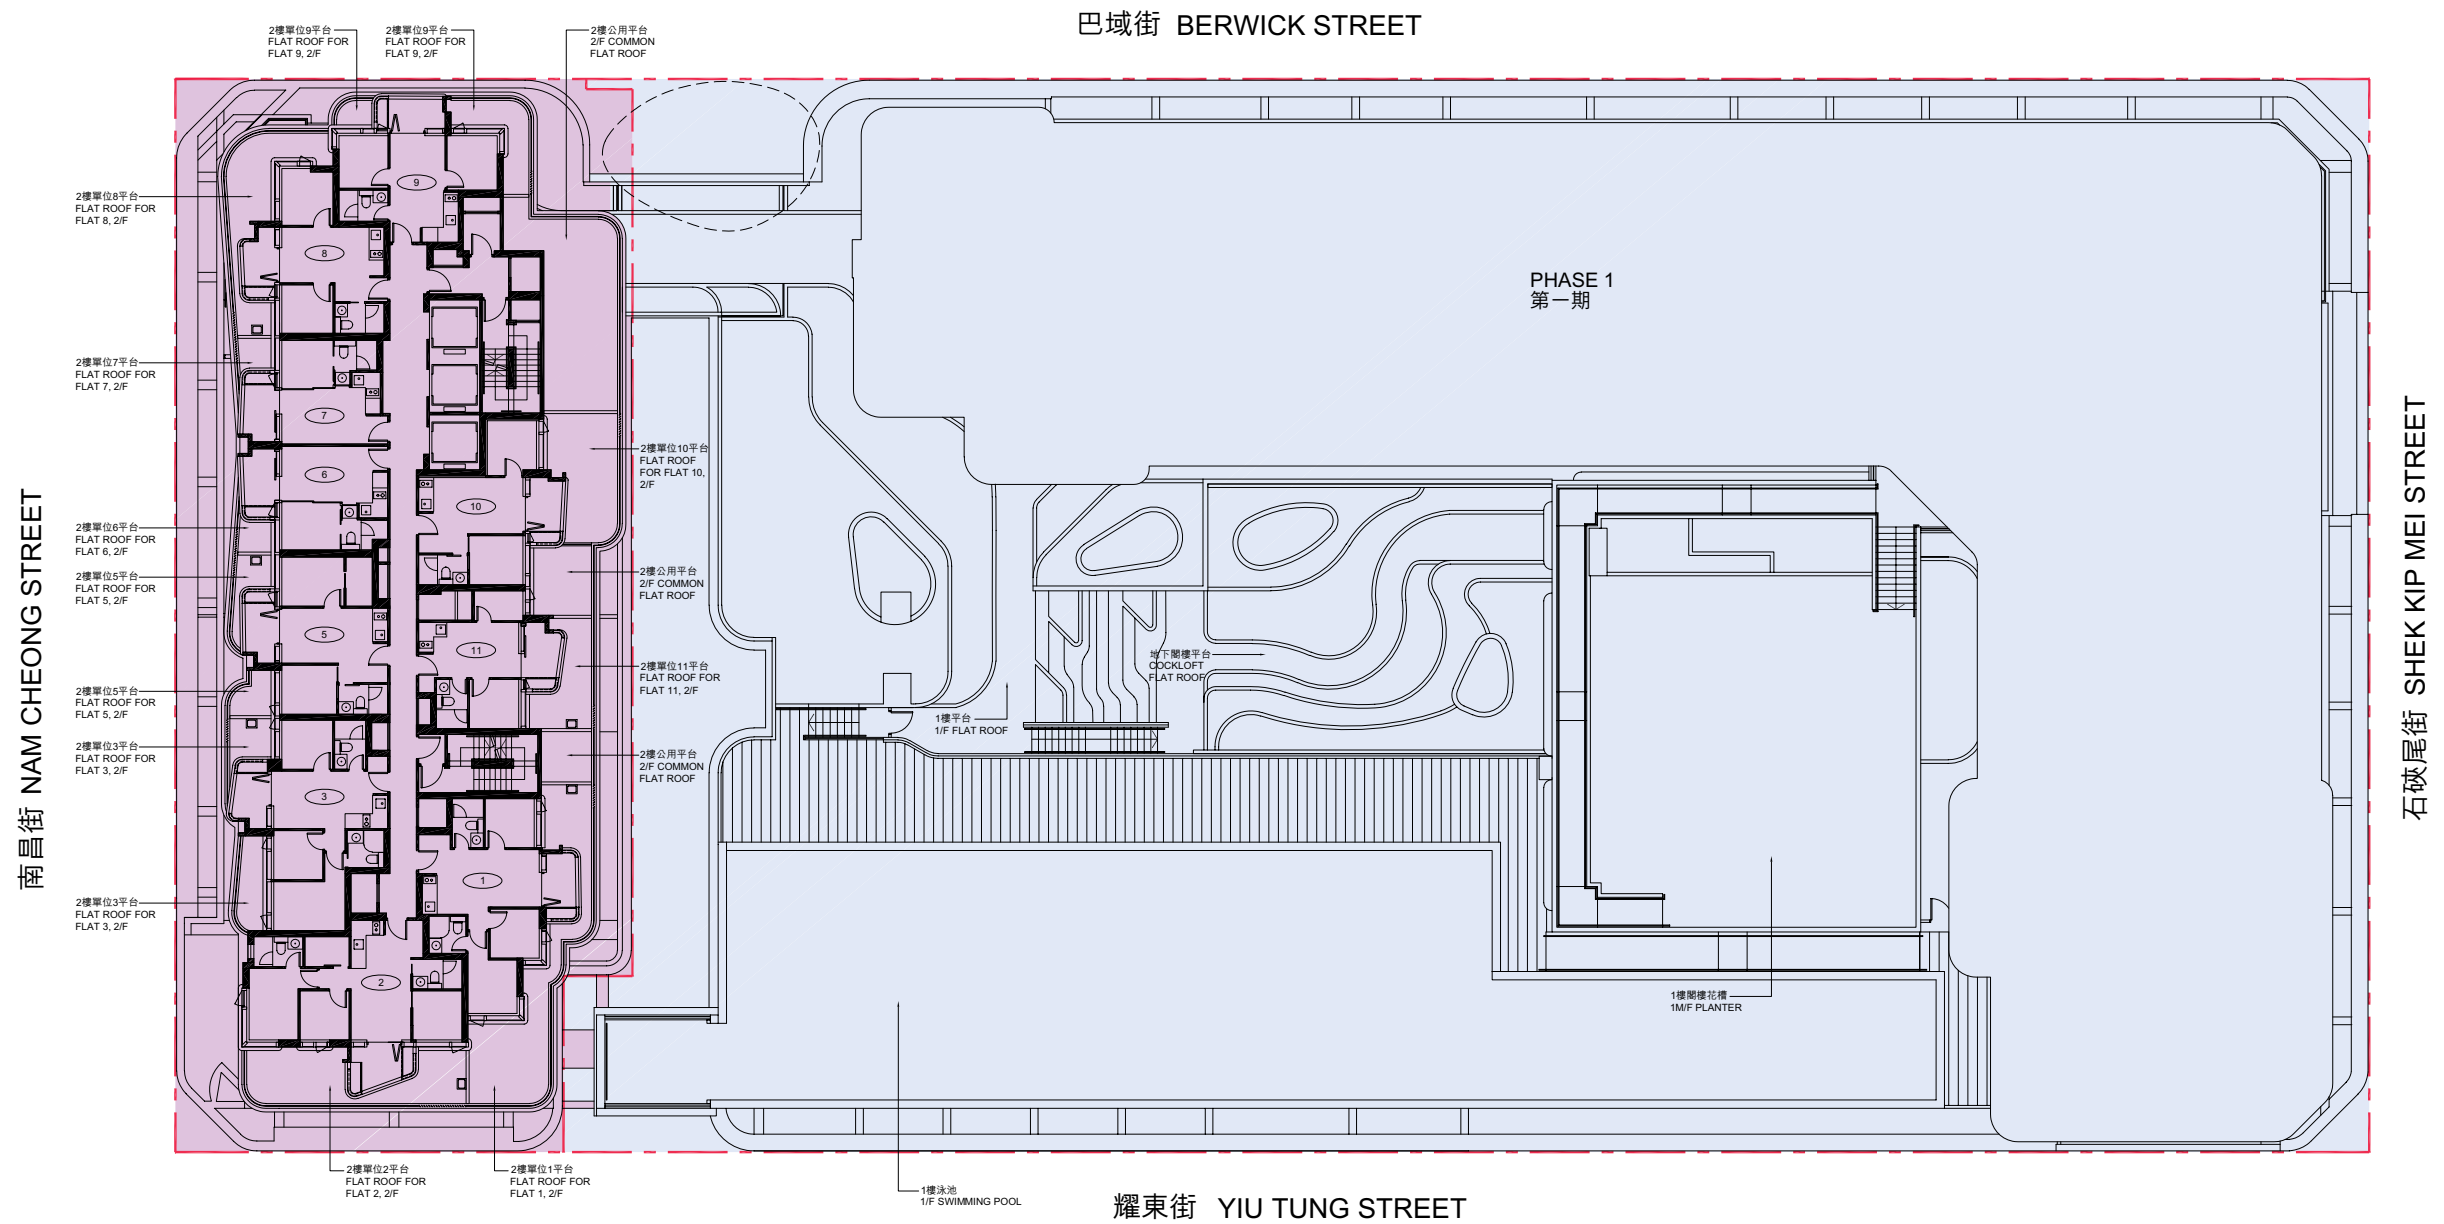 巴域街 BERWICK STREET
2樓單位9平台
FLAT ROOF FOR
FLAT 9, 2/F
2樓單位9平台
FLAT ROOF FOR
FLAT 9, 2/F
2樓公用平台
2/F COMMON
FLAT ROOF
2樓單位8平台
FLAT ROOF FOR
FLAT 8, 2/F
2樓單位7平台
FLAT ROOF FOR
FLAT 7, 2/F
2樓單位6平台
FLAT ROOF FOR
FLAT 6, 2/F
2樓單位5平台
FLAT ROOF FOR
FLAT 5, 2/F
2樓單位5平台
FLAT ROOF FOR
FLAT 5, 2/F
2樓單位3平台
FLAT ROOF FOR
FLAT 3, 2/F
2樓單位3平台
FLAT ROOF FOR
FLAT 3, 2/F
南昌街 NAM CHEONG STREET
9
8
7
6
10
5
11
3
1
2
2樓單位10平台
FLAT ROOF
FOR FLAT 10,
2/F
2樓公用平台
2/F COMMON
FLAT ROOF
2樓單位11平台
FLAT ROOF FOR
FLAT 11, 2/F
2樓公用平台
2/F COMMON
FLAT ROOF
PHASE 1
第一期
地下閣樓平台
COCKLOFT
FLAT ROOF
1樓平台
1/F FLAT ROOF
1樓閣樓花槽
1M/F PLANTER
石硤尾街 SHEK KIP MEI STREET
2樓單位2平台
FLAT ROOF FOR
FLAT 2, 2/F
2樓單位1平台
FLAT ROOF FOR
FLAT 1, 2/F
1樓泳池
1/F SWIMMING POOL
耀東街 YIU TUNG STREET